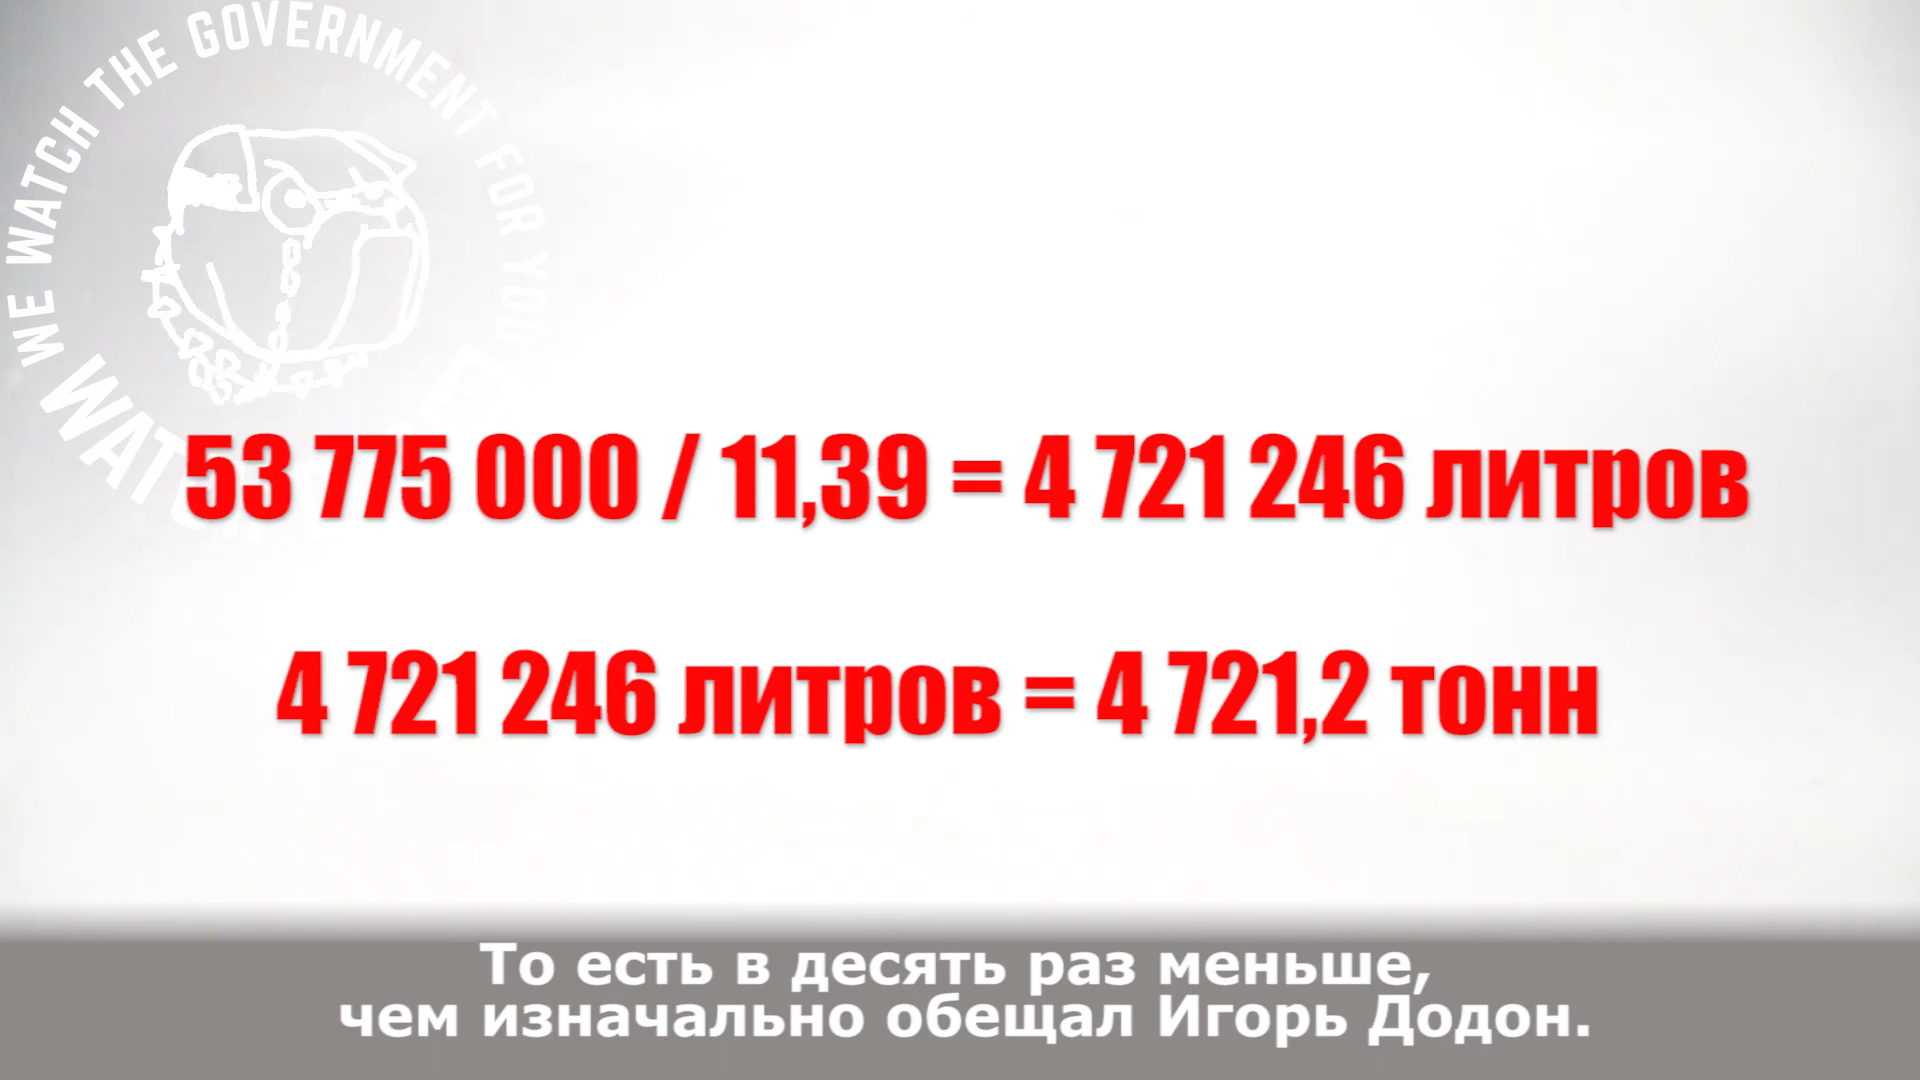 WE WATCH THE GOVERNMENT FOR YOU
53 775 000 / 11,39 = 4 721 246 литров
4 721 246 литров = 4 721,2 тонн
То есть в десять раз меньше,
чем изначально обещал Игорь Додон.